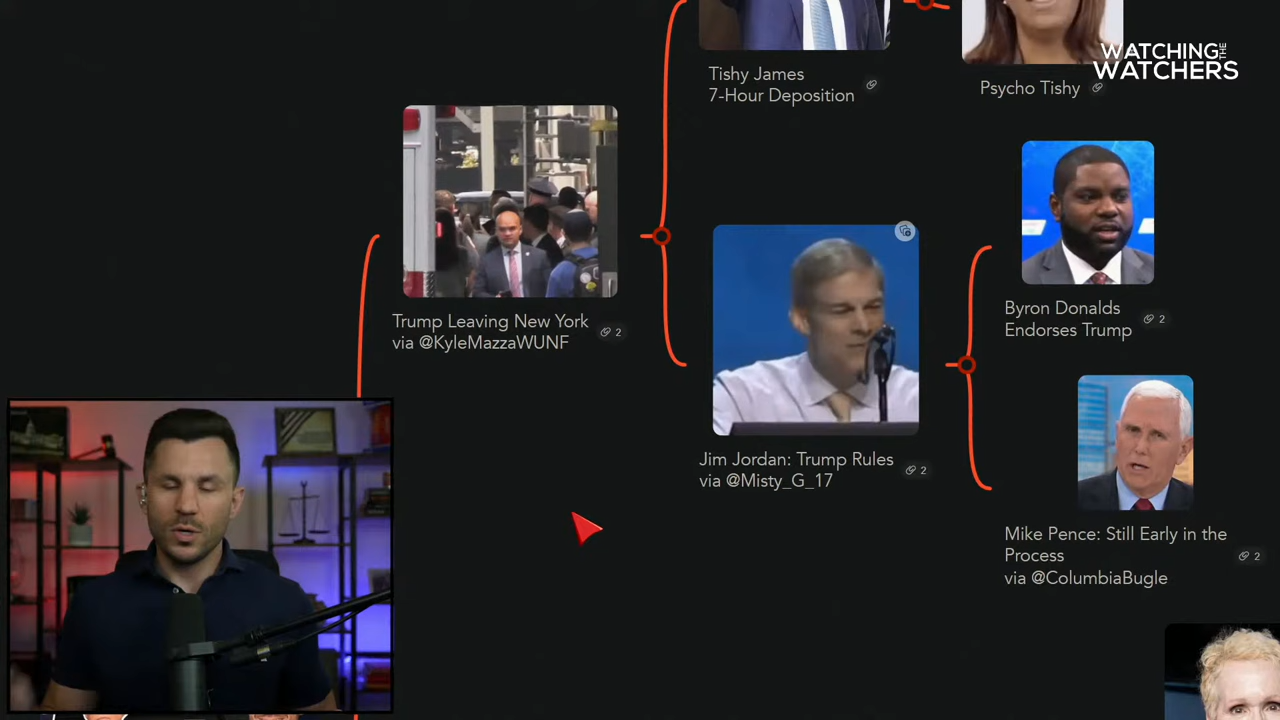 WATCHING THE
WATCHERS
Tishy James
7-Hour Deposition
Psycho Tishy
Trump Leaving New York
via @KyleMazzaWUNF
2
Byron Donalds
Endorses Trump
2
Jim Jordan: Trump Rules
via @Misty_G_17
2
Mike Pence: Still Early in the
Process
via @ColumbiaBugle
2